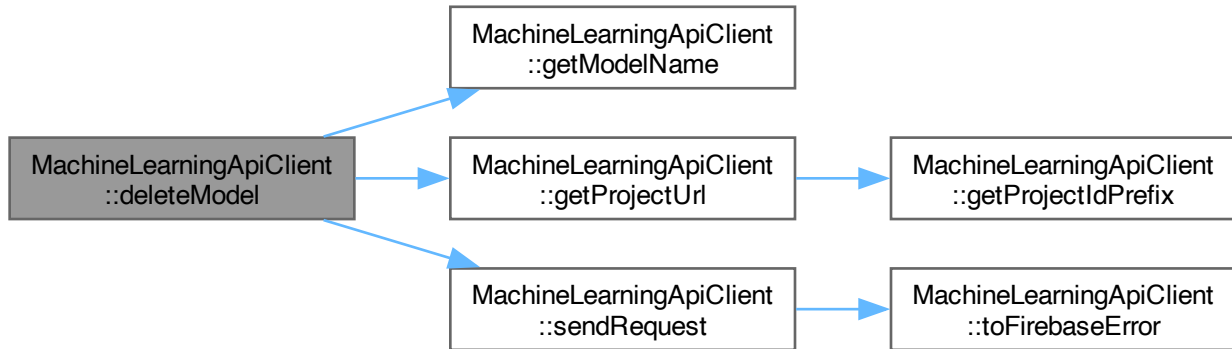 MachineLearningApiClient
::deleteModel
MachineLearningApiClient
::getModelName
MachineLearningApiClient
::getProjectUrl
MachineLearningApiClient
::getProjectIdPrefix
MachineLearningApiClient
::sendRequest
MachineLearningApiClient
::toFirebaseError